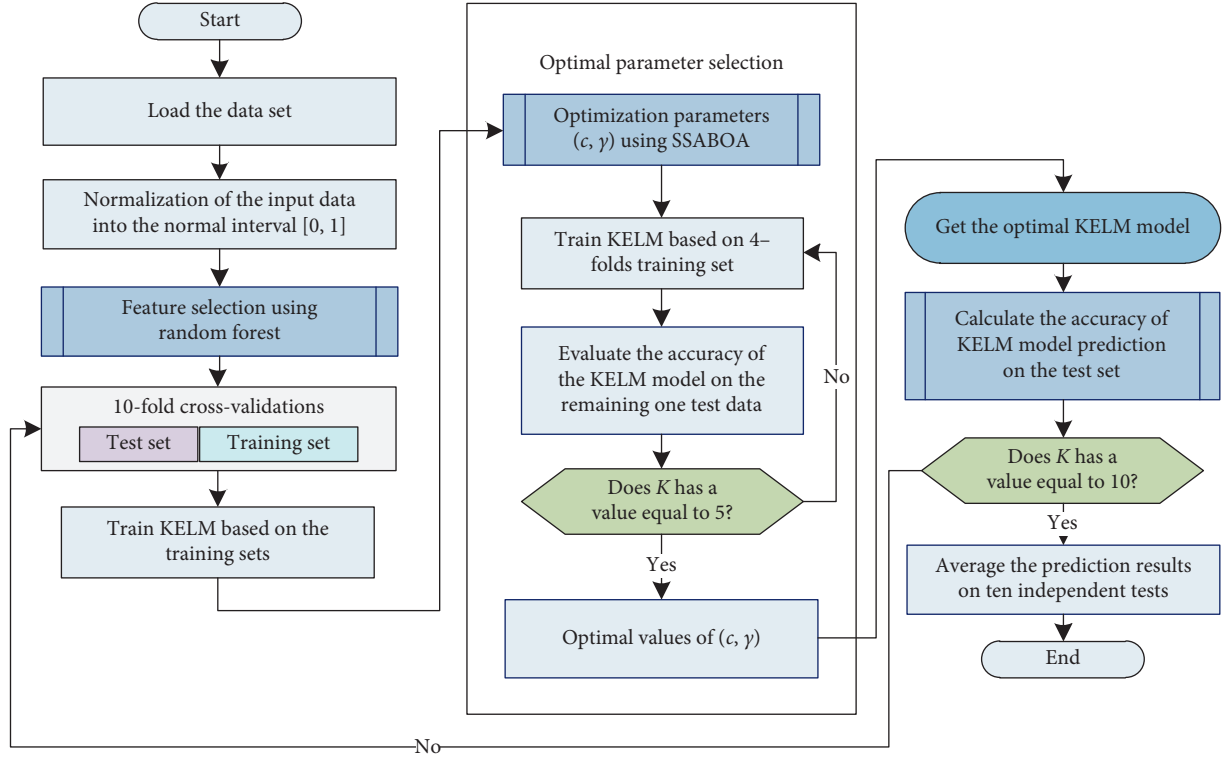 Start
Load the data set
Normalization of the input data
into the normal interval [0, 1]
Feature selection using
random forest
10-fold cross-validations
Test set
Training set
Train KELM based on the
training sets
Optimal parameter selection
Optimization parameters
(c, γ) using SSABOA
Train KELM based on 4–
folds training set
Evaluate the accuracy of
the KELM model on the
remaining one test data
No
Does K has a
value equal to 5?
Yes
Optimal values of (c, γ)
Get the optimal KELM model
Calculate the accuracy of
KELM model prediction
on the test set
Does K has a
value equal to 10?
Yes
Average the prediction results
on ten independent tests
End
No